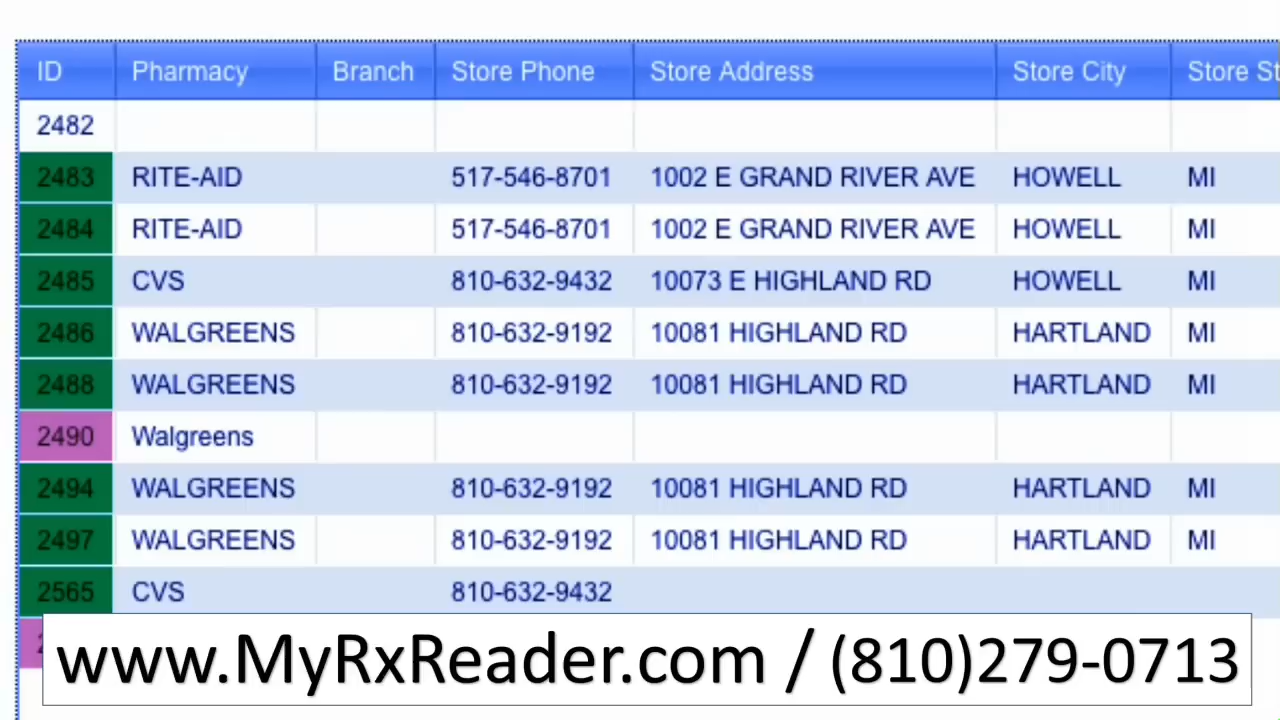 ID Pharmacy Branch Store Phone Store Address Store City Store St
2482
2483 RITE-AID 517-546-8701 1002 E GRAND RIVER AVE HOWELL MI
2484 RITE-AID 517-546-8701 1002 E GRAND RIVER AVE HOWELL MI
2485 CVS 810-632-9432 10073 E HIGHLAND RD HOWELL MI
2486 WALGREENS 810-632-9192 10081 HIGHLAND RD HARTLAND MI
2488 WALGREENS 810-632-9192 10081 HIGHLAND RD HARTLAND MI
2490 Walgreens
2494 WALGREENS 810-632-9192 10081 HIGHLAND RD HARTLAND MI
2497 WALGREENS 810-632-9192 10081 HIGHLAND RD HARTLAND MI
2565 CVS 810-632-9432
www.MyRxReader.com / (810)279-0713